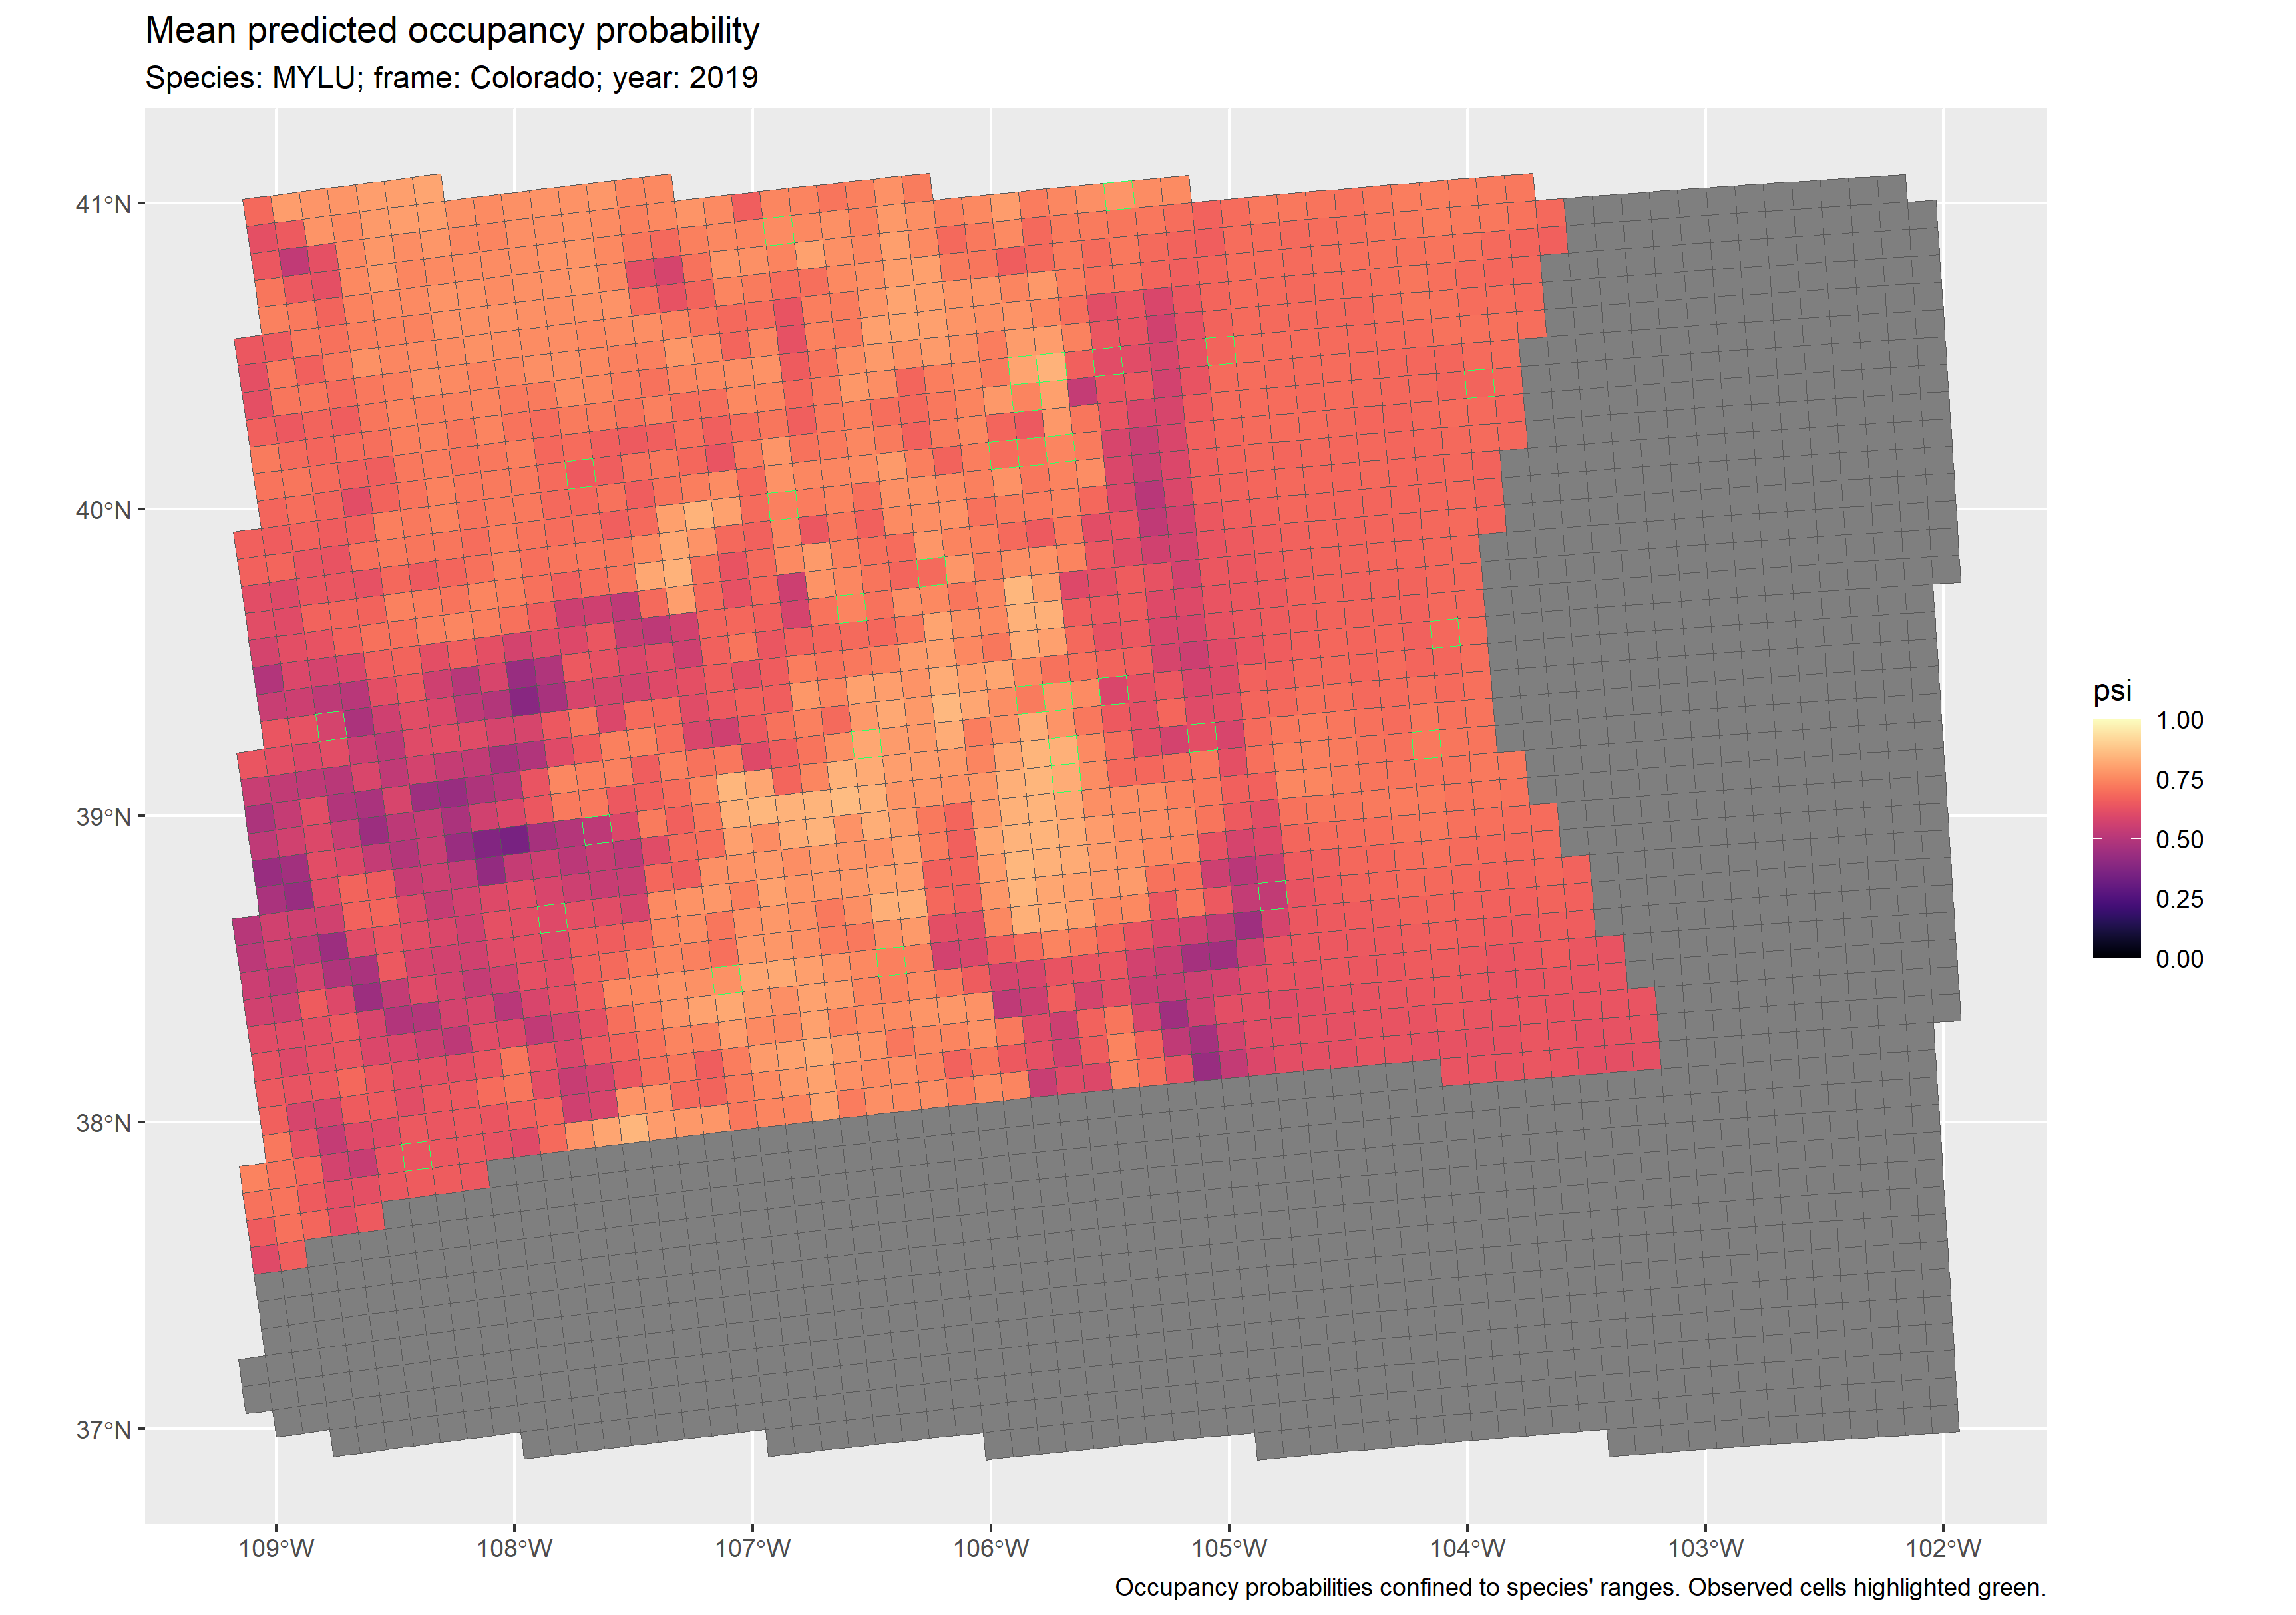 Mean predicted occupancy probability
Species: MYLU; frame: Colorado; year: 2019
41°N
40°N
39°N
38°N
37°N
109°W
108°W
107°W
106°W
105°W
104°W
103°W
102°W
psi
1.00
0.75
0.50
0.25
0.00
Occupancy probabilities confined to species' ranges. Observed cells highlighted green.